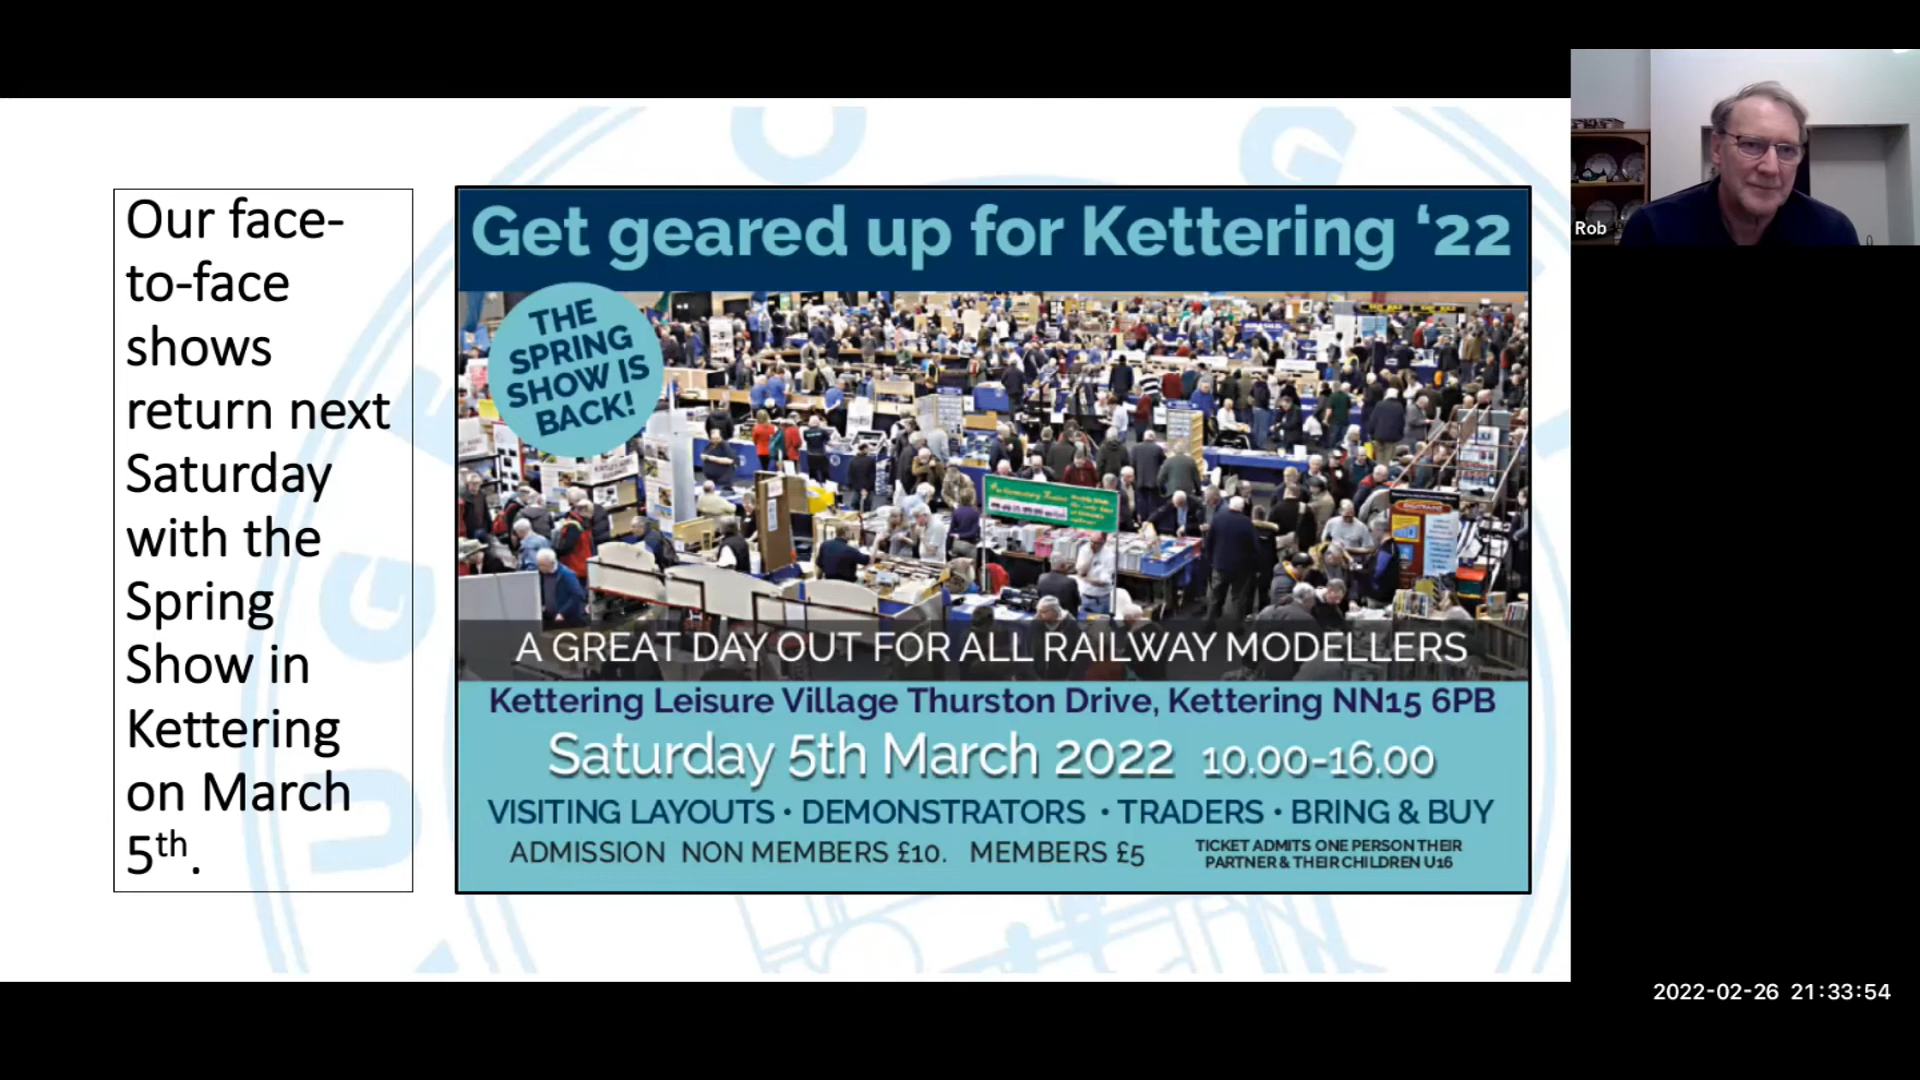 Our face-
to-face
shows
return next
Saturday
with the
Spring
Show in
Kettering
on March
5th.
Get geared up for Kettering ‘22
THE
SPRING
SHOW IS
BACK!
A GREAT DAY OUT FOR ALL RAILWAY MODELLERS
Kettering Leisure Village Thurston Drive, Kettering NN15 6PB
Saturday 5th March 2022 10.00-16.00
VISITING LAYOUTS • DEMONSTRATORS • TRADERS • BRING & BUY
ADMISSION NON MEMBERS £10. MEMBERS £5
TICKET ADMITS ONE PERSON THEIR
PARTNER & THEIR CHILDREN U16
Rob
2022-02-26 21:33:54